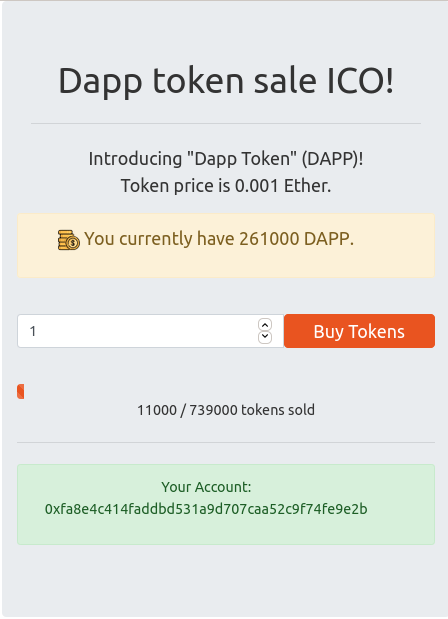 Dapp token sale ICO!
Introducing "Dapp Token" (DAPP)!
Token price is 0.001 Ether.
You currently have 261000 DAPP.
1
Buy Tokens
11000 / 739000 tokens sold
Your Account:
0xfa8e4c414faddbd531a9d707caa52c9f74fe9e2b